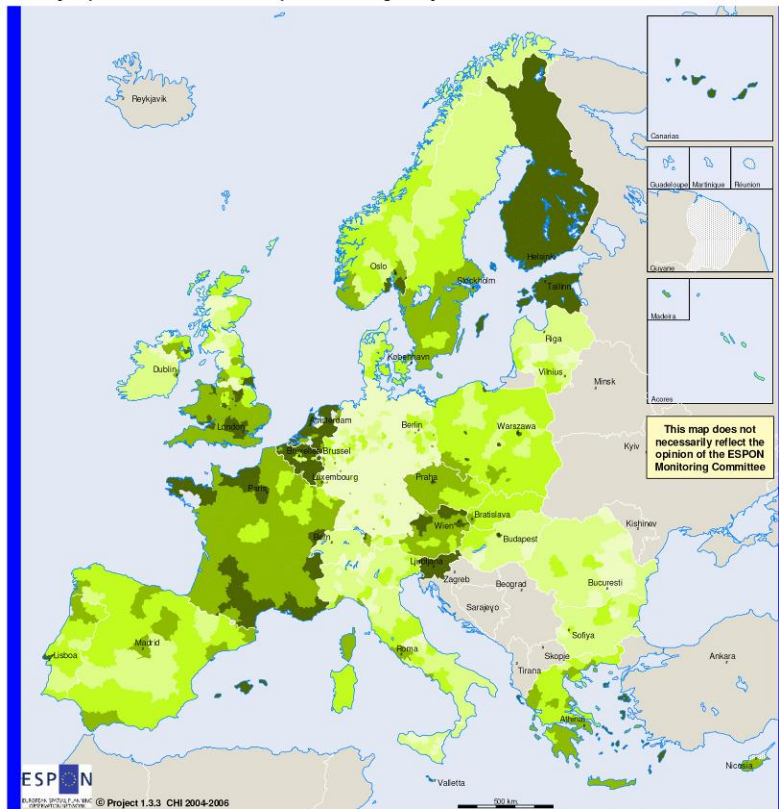 Reykjavik
Canarias
Guadeloupe Martinique Réunion
Guyane
Helsinki
Oslo
Stockholm
Tallinn
Madeira
Riga
Dublin
København
Vilnius
Minsk
Acores
London
Amsterdam
Berlin
Warszawa
This map does not
necessarily reflect the
opinion of the ESPON
Monitoring Committee
Kyiv
Luxembourg
Praha
Paris
Wien
Bratislava
Kishinev
Bern
Budapest
Ljubljana
Zagreb
Beograd
Bucuresti
Sarajevo
Madrid
Sofiya
Lisboa
Roma
Skopje
Ankara
Tirana
Athinai
Nicosia
ESPON
© Project 1.3.3 CHI 2004-2006
Valletta
500 km